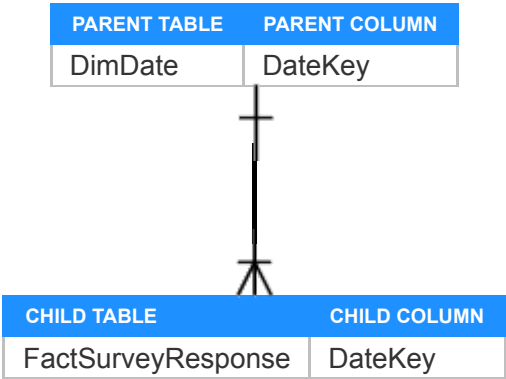 PARENT TABLE PARENT COLUMN
DimDate DateKey
CHILD TABLE CHILD COLUMN
FactSurveyResponse DateKey